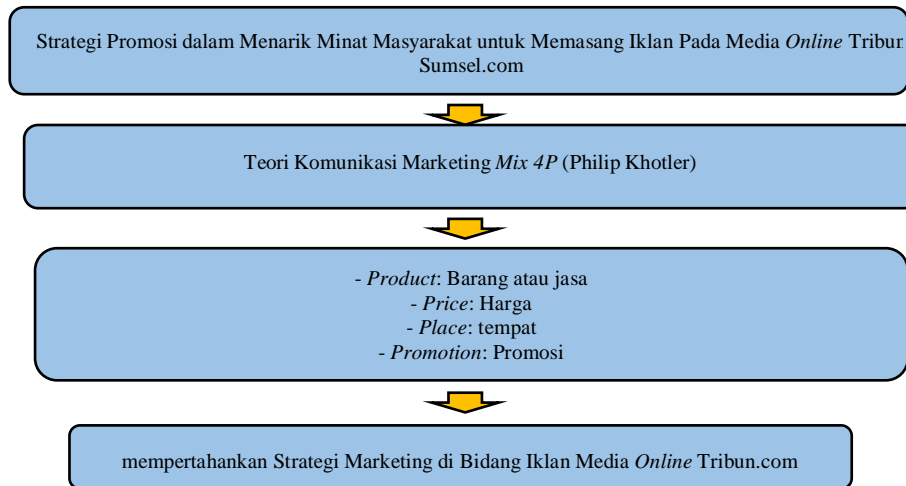 Strategi Promosi dalam Menarik Minat Masyarakat untuk Memasang Iklan Pada Media Online Tribun
Sumsel.com
Teori Komunikasi Marketing Mix 4P (Philip Khotler)
- Product: Barang atau jasa
- Price: Harga
- Place: tempat
- Promotion: Promosi
mempertahankan Strategi Marketing di Bidang Iklan Media Online Tribun.com